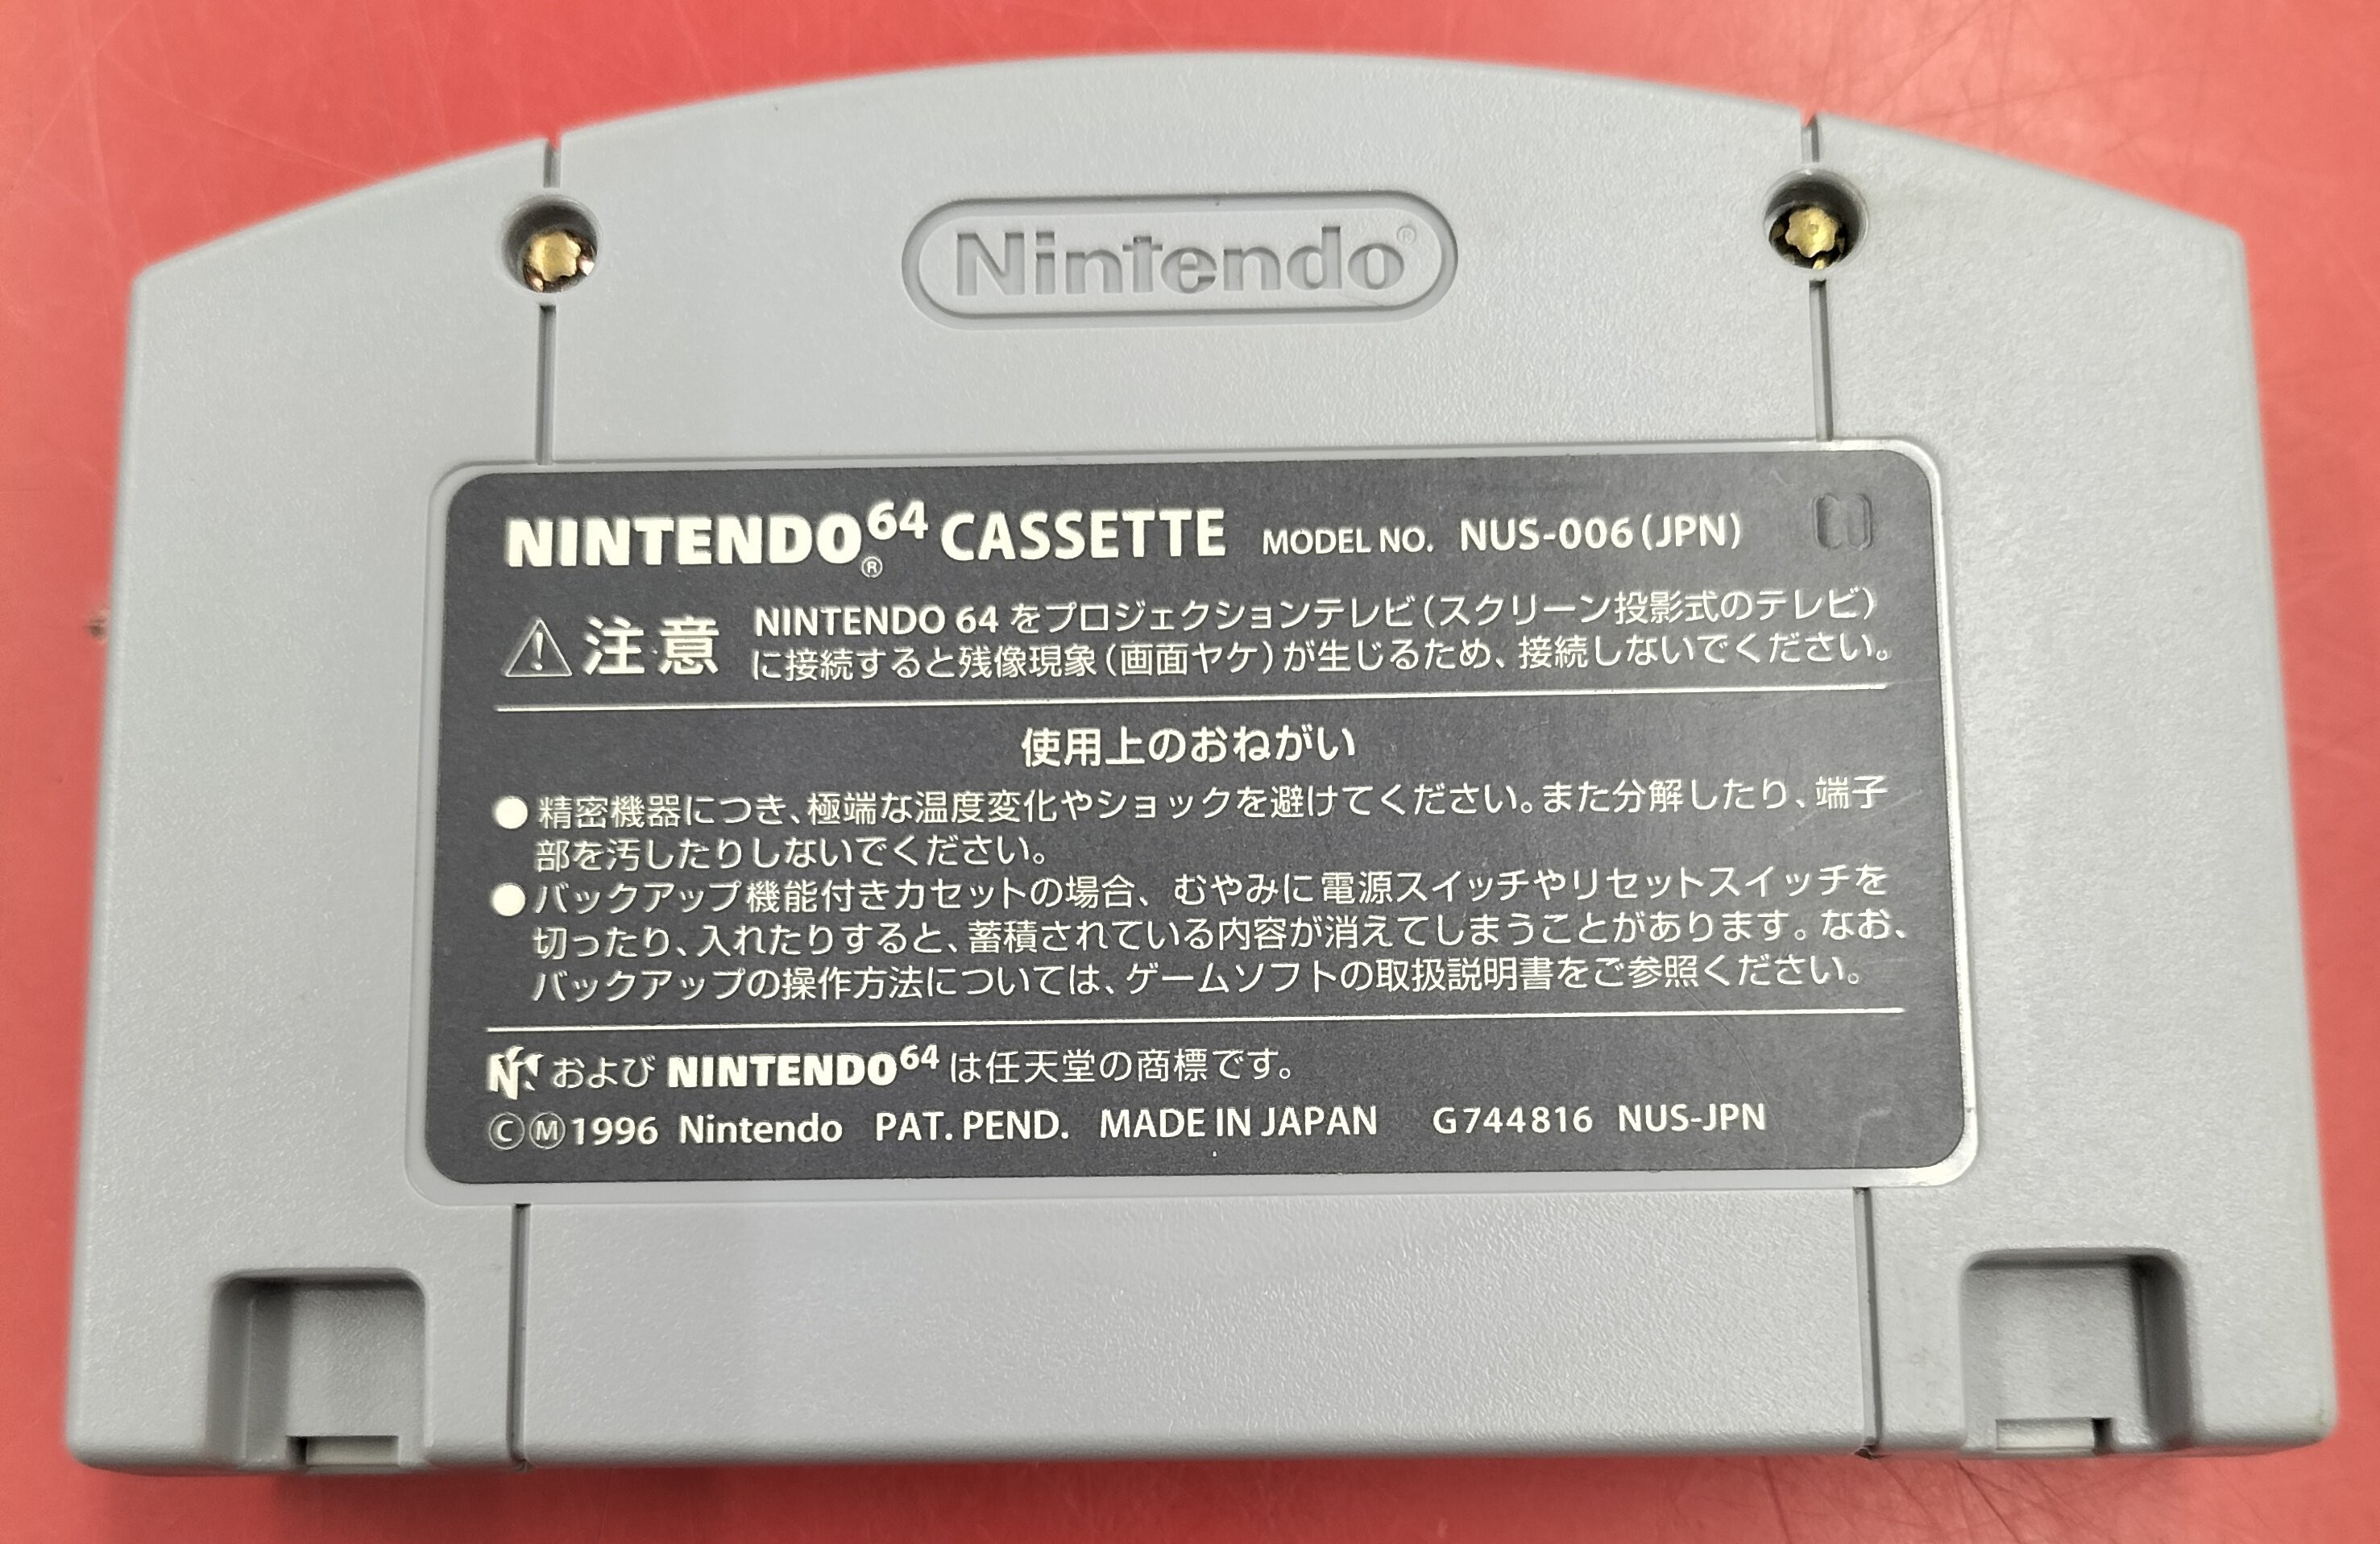 Nintendo®
NINTENDO64® CASSETTE MODEL NO. NUS-006(JPN)
⚠注意 NINTENDO 64 をプロジェクションテレビ(スクリーン投影式のテレビ)
に接続すると残像現象(画面ヤケ)が生じるため、接続しないでください。
使用上のおねがい
●精密機器につき、極端な温度変化やショックを避けてください。また分解したり、端子
部を汚したりしないでください。
●バックアップ機能付きカセットの場合、むやみに電源スイッチやリセットスイッチを
切ったり、入れたりすると、蓄積されている内容が消えてしまうことがあります。なお、
バックアップの操作方法については、ゲームソフトの取扱説明書をご参照ください。
および NINTENDO64 は任天堂の商標です。
ⒸⓂ1996 Nintendo PAT. PEND. MADE IN JAPAN G744816 NUS-JPN